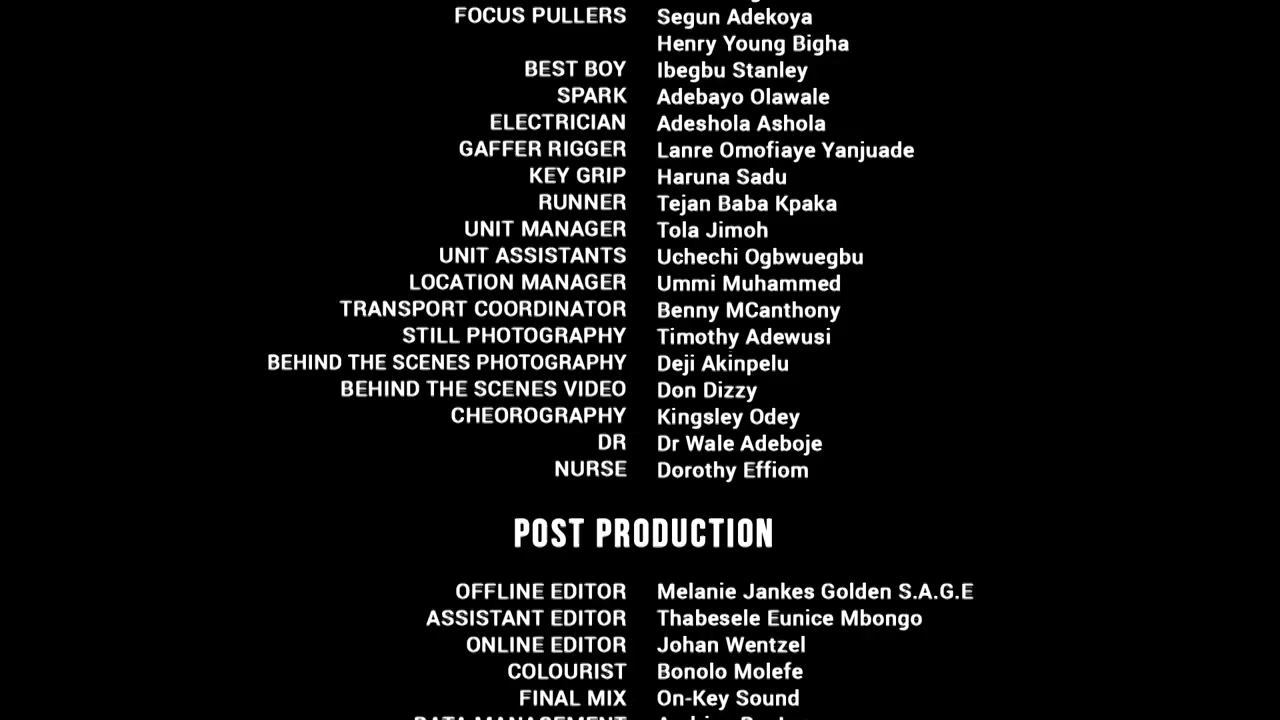 FOCUS PULLERS Segun Adekoya
Henry Young Bigha
BEST BOY Ibegbu Stanley
SPARK Adebayo Olawale
ELECTRICIAN Adeshola Ashola
GAFFER RIGGER Lanre Omofiaye Yanjuade
KEY GRIP Haruna Sadu
RUNNER Tejan Baba Kpaka
UNIT MANAGER Tola Jimoh
UNIT ASSISTANTS Uchechi Ogbwuegbu
LOCATION MANAGER Ummi Muhammed
TRANSPORT COORDINATOR Benny MCanthony
STILL PHOTOGRAPHY Timothy Adewusi
BEHIND THE SCENES PHOTOGRAPHY Deji Akinpelu
BEHIND THE SCENES VIDEO Don Dizzy
CHEOROGRAPHY Kingsley Odey
DR Dr Wale Adeboje
NURSE Dorothy Effiom
POST PRODUCTION
OFFLINE EDITOR Melanie Jankes Golden S.A.G.E
ASSISTANT EDITOR Thabesele Eunice Mbongo
ONLINE EDITOR Johan Wentzel
COLOURIST Bonolo Molefe
FINAL MIX On-Key Sound
DATA MANAGEMENT